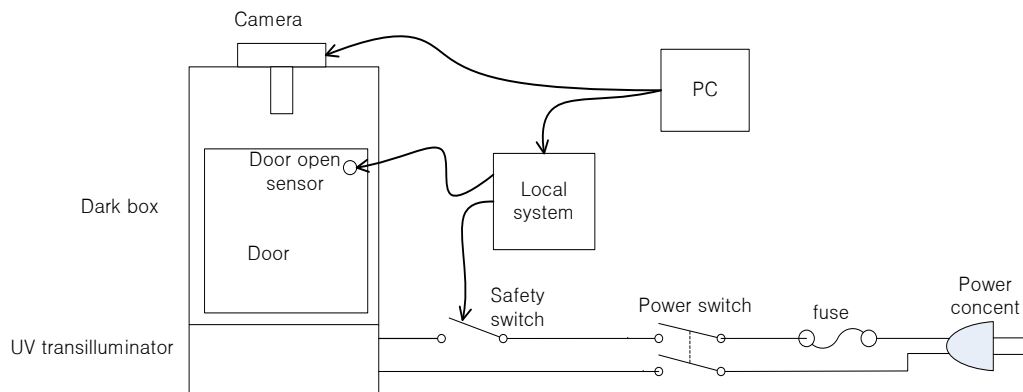 Camera
PC
Door open
sensor
Local
system
Dark box
Door
Safety
switch
Power switch
fuse
Power
concent
UV transilluminator